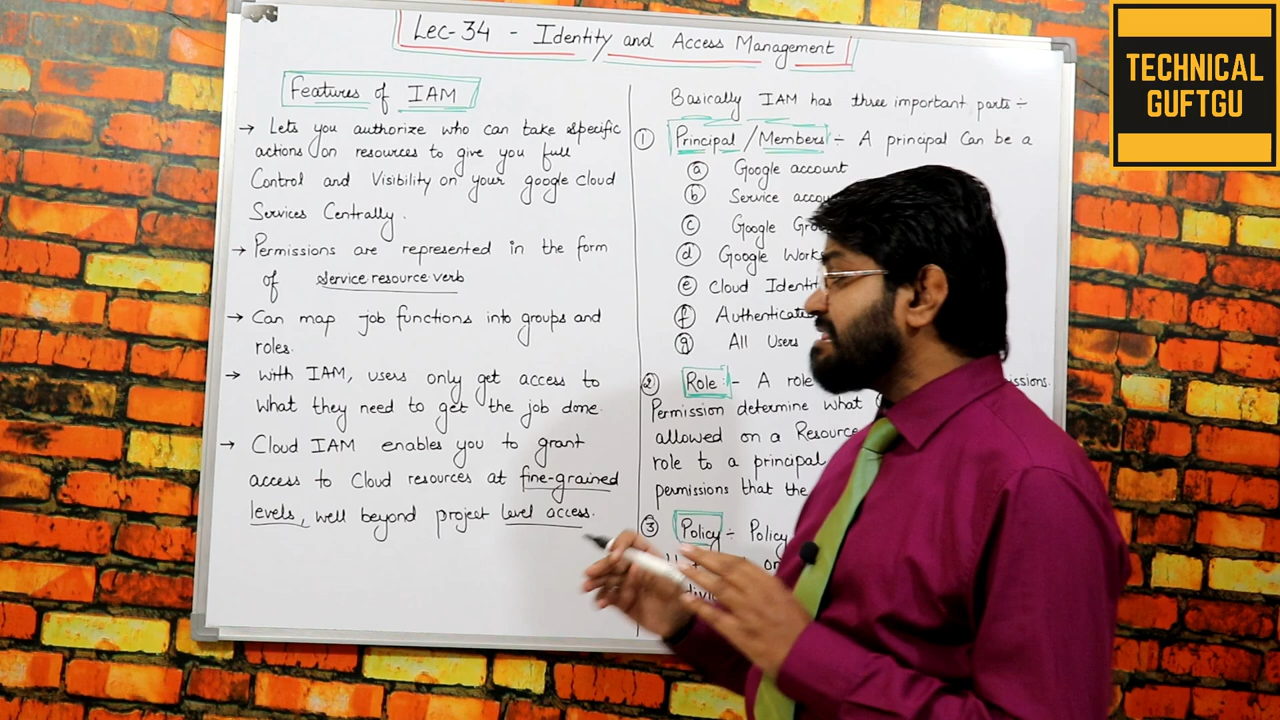 Lec-34 - Identity and Access Management
Features of IAM
→ Lets you authorize who can take specific
actions on resources to give you full
Control and Visibility on your google cloud
Services Centrally.
→ Permissions are represented in the form
of service.resource.verb
→ Can map job functions into groups and
roles.
→ With IAM, users only get access to
what they need to get the job done.
→ Cloud IAM enables you to grant
access to Cloud resources at fine-grained
levels, well beyond project level access.
Basically IAM has three important parts ÷
① Principal / Members ÷ A principal Can be a
ⓐ Google account
ⓑ Service
ⓒ Google
ⓓ Google
ⓔ Cloud
ⓕ
ⓖ All Users
② Role :- A role
Permission determine what
allowed on a Resource
role to a principal
permissions that the
③ Policy ÷ Policy
on
TECHNICAL
GUFTGU